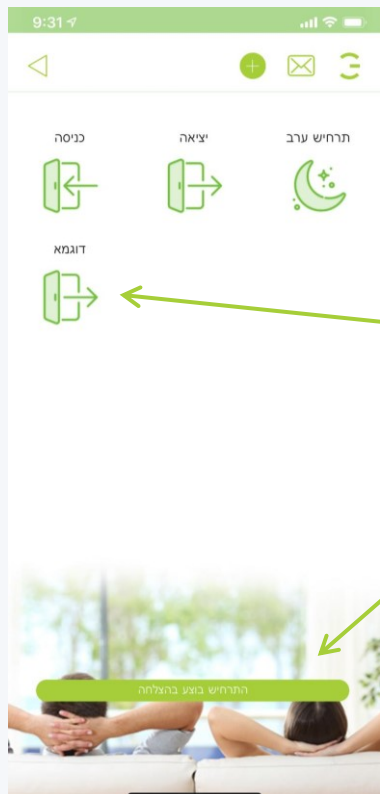 9:31
תרחיש ערב
יציאה
כניסה
דוגמא
התרחיש בוצע בהצלחה